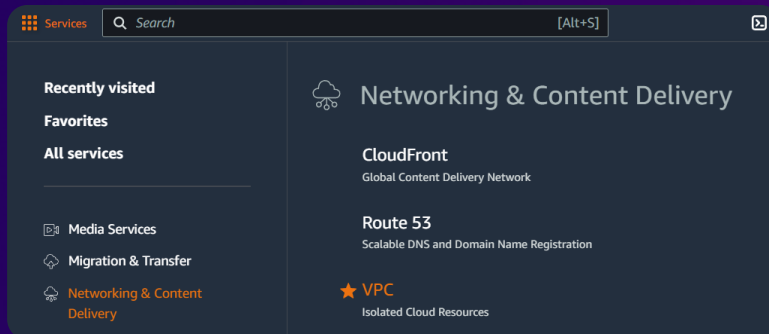 Services
Search
[Alt+S]
Recently visited
Favorites
All services
Media Services
Migration & Transfer
Networking & Content
Delivery
Networking & Content Delivery
CloudFront
Global Content Delivery Network
Route 53
Scalable DNS and Domain Name Registration
VPC
Isolated Cloud Resources